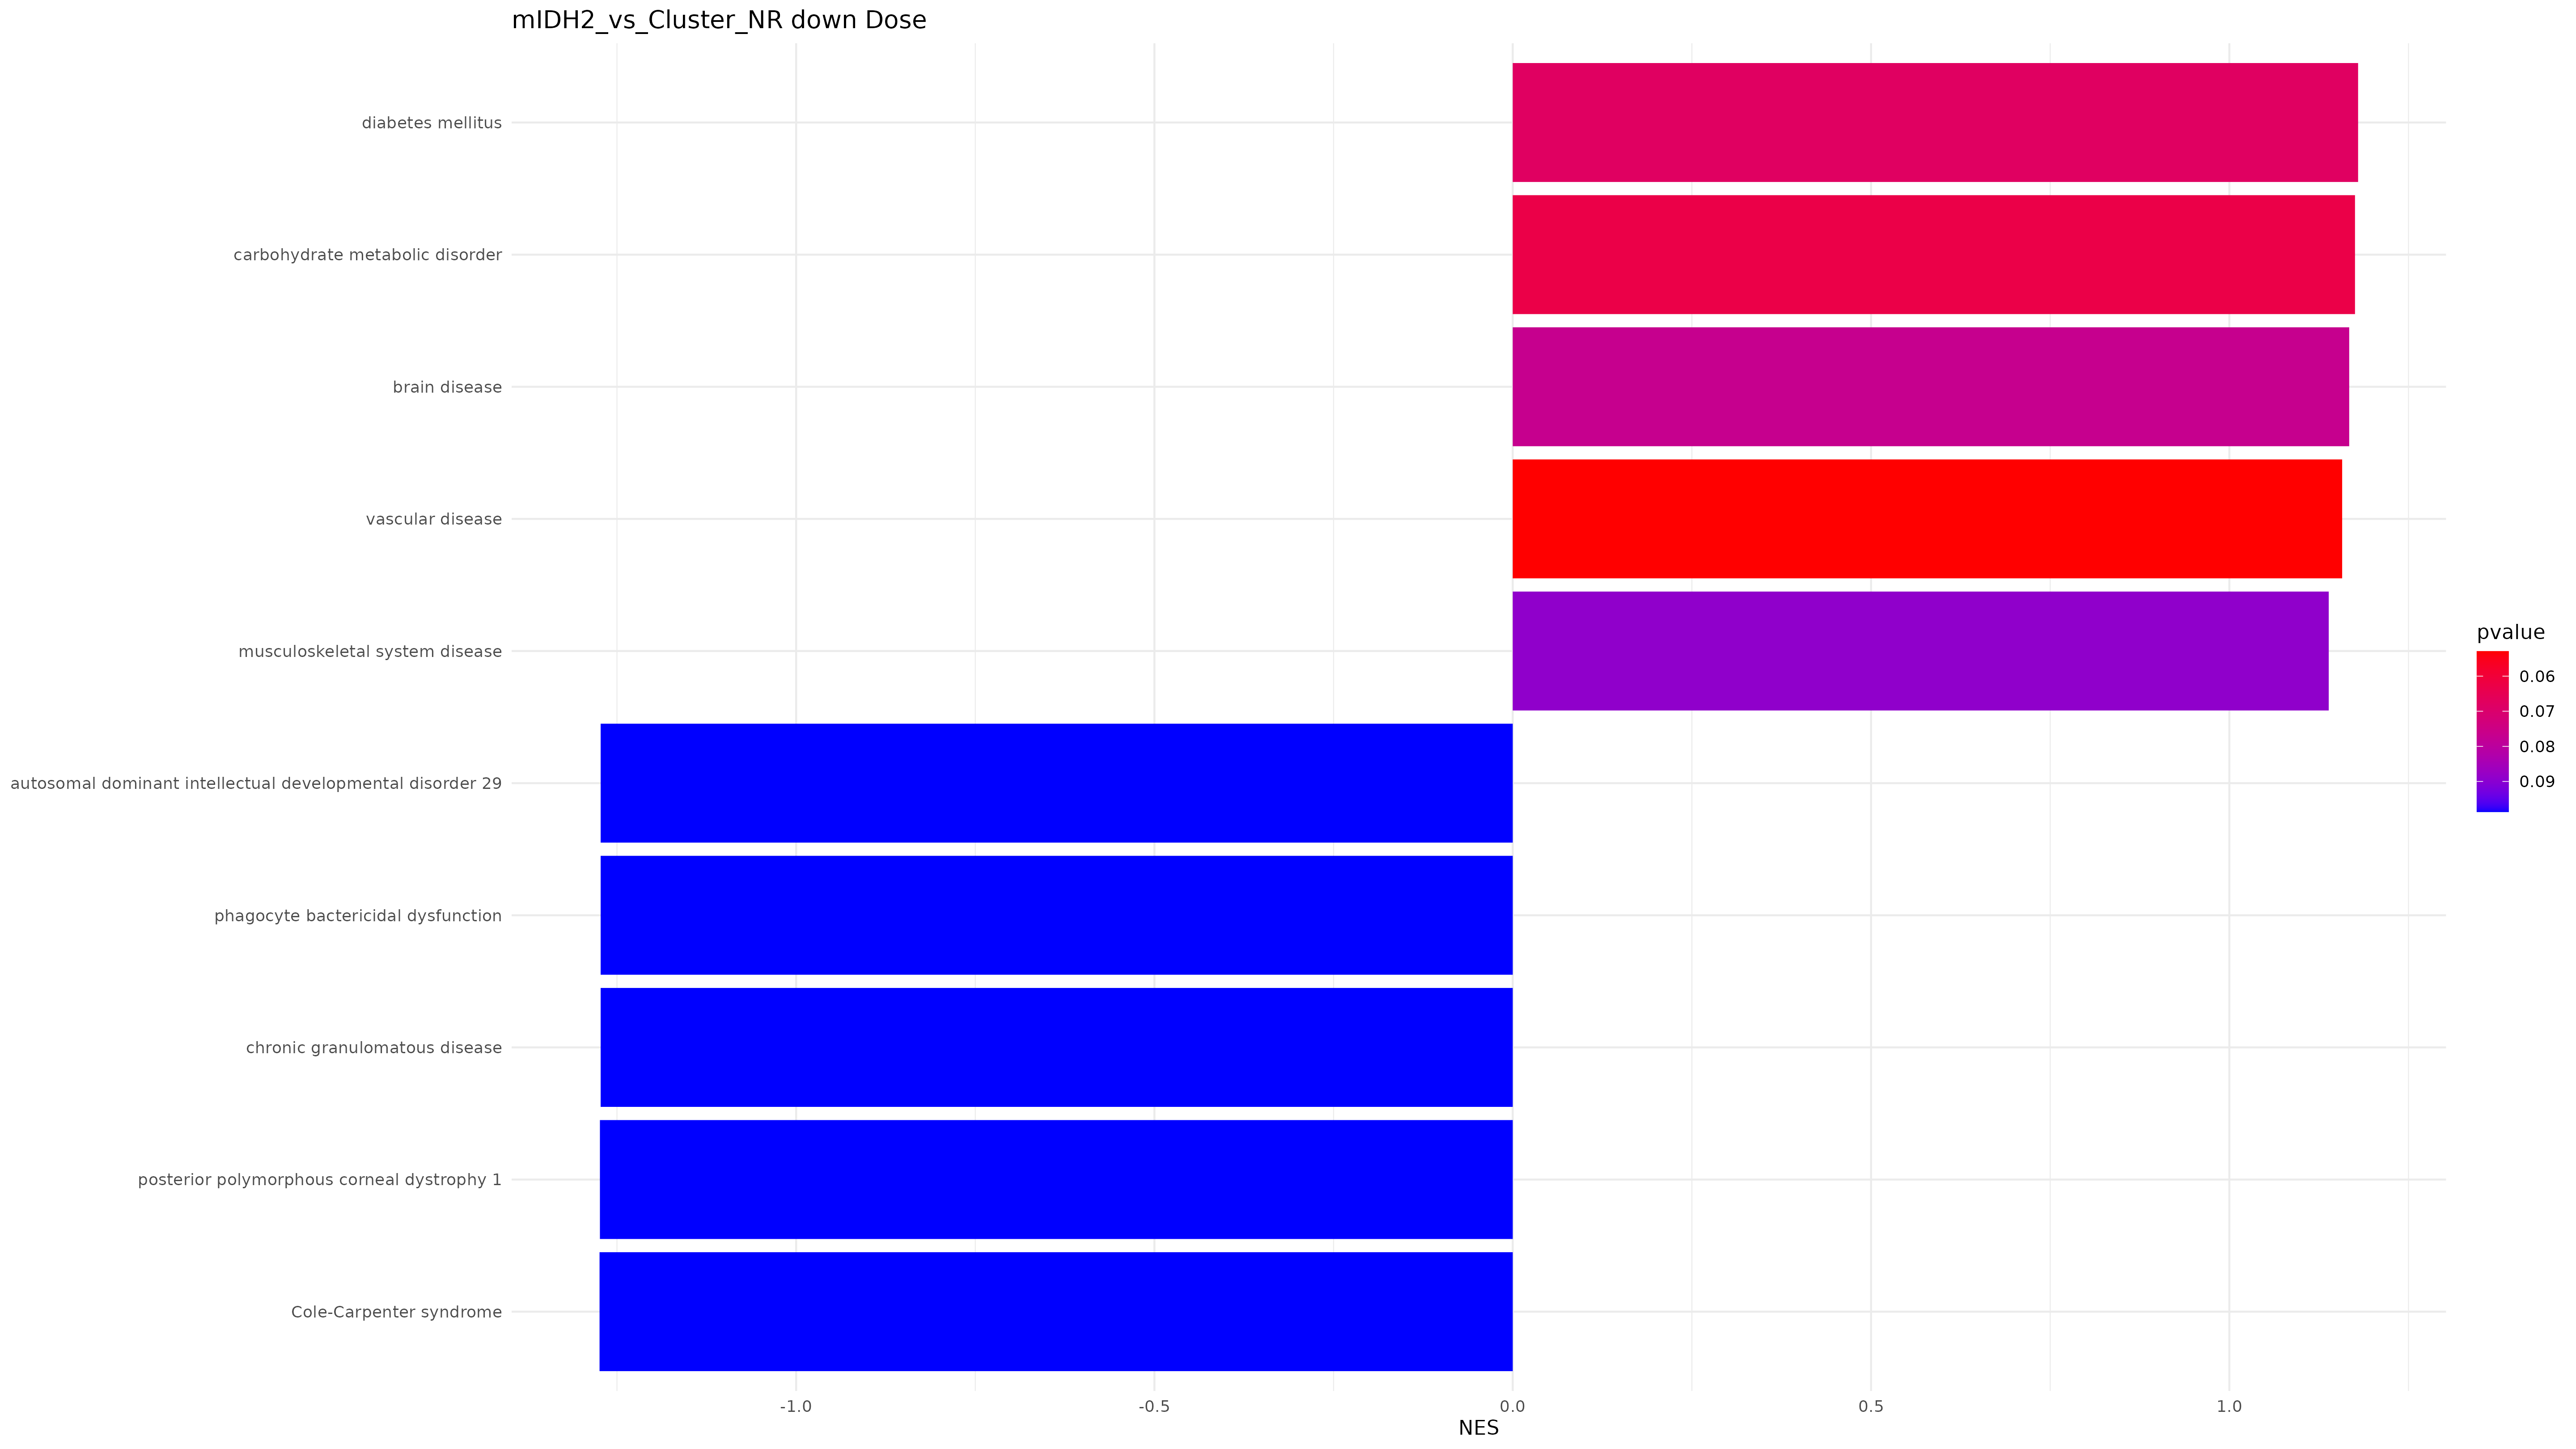 mIDH2_vs_Cluster_NR down Dose
diabetes mellitus
carbohydrate metabolic disorder
brain disease
vascular disease
musculoskeletal system disease
autosomal dominant intellectual developmental disorder 29
phagocyte bactericidal dysfunction
chronic granulomatous disease
posterior polymorphous corneal dystrophy 1
Cole-Carpenter syndrome
-1.0
-0.5
0.0
0.5
1.0
NES
pvalue
0.06
0.07
0.08
0.09